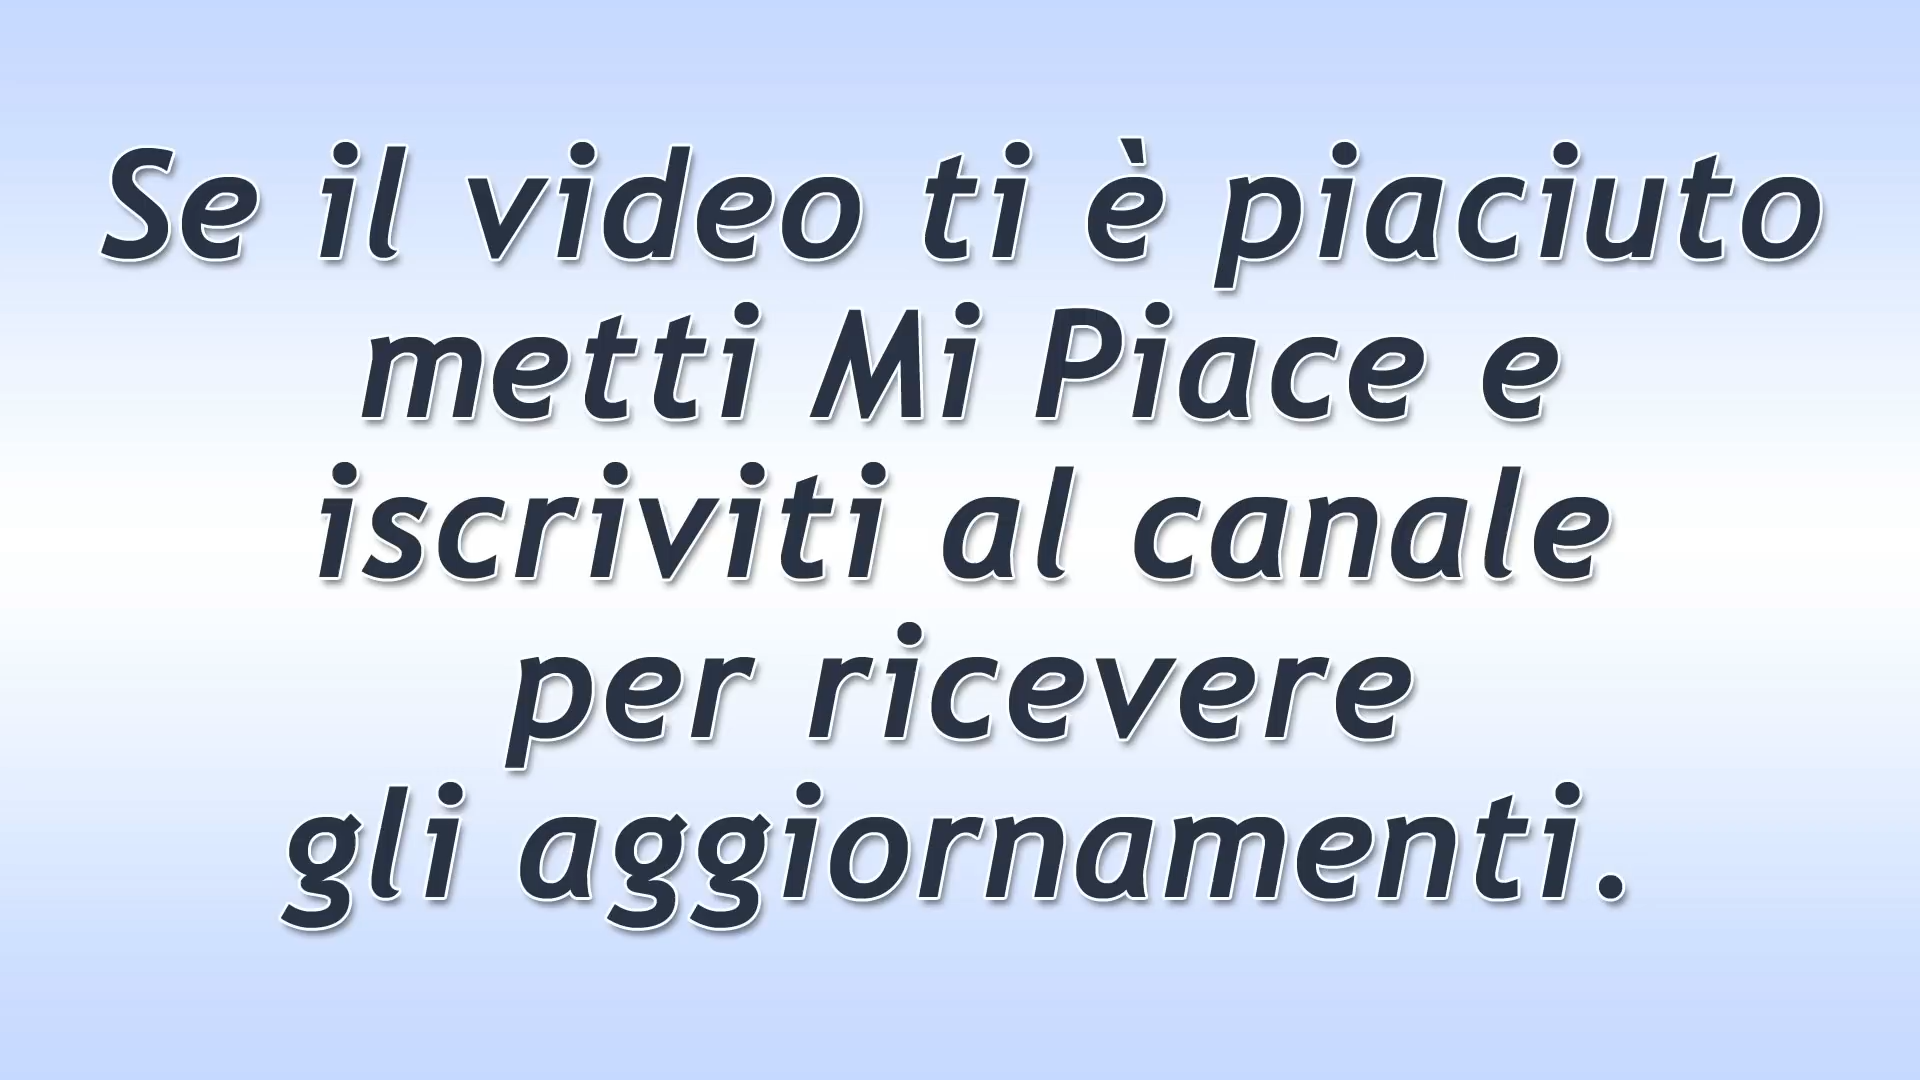 Se il video ti è piaciuto
metti Mi Piace e
iscriviti al canale
per ricevere
gli aggiornamenti.